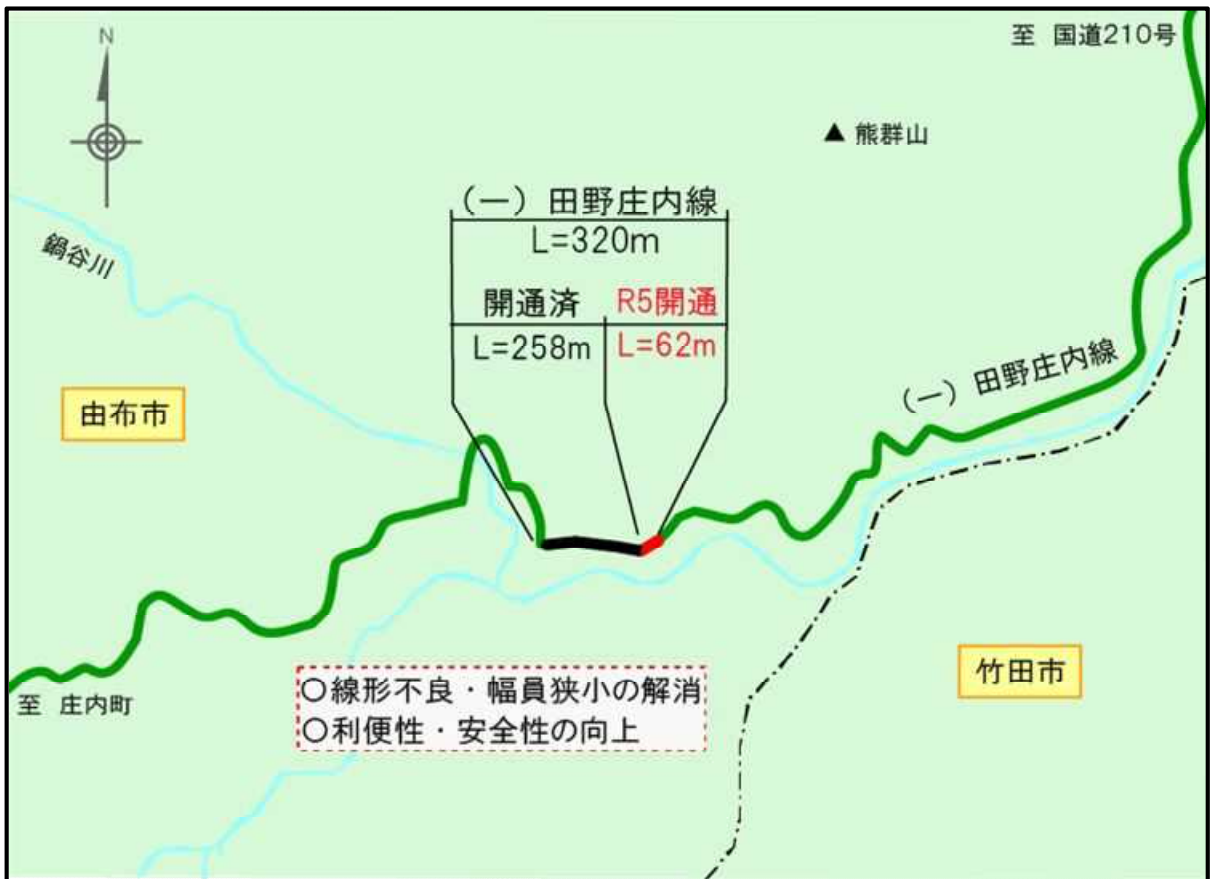 N
至 国道210号
▲ 熊群山
(一) 田野庄内線
L=320m
鍋谷川
開通済 R5開通
L=258m L=62m
(一) 田野庄内線
由布市
竹田市
○線形不良・幅員狭小の解消
○利便性・安全性の向上
至 庄内町